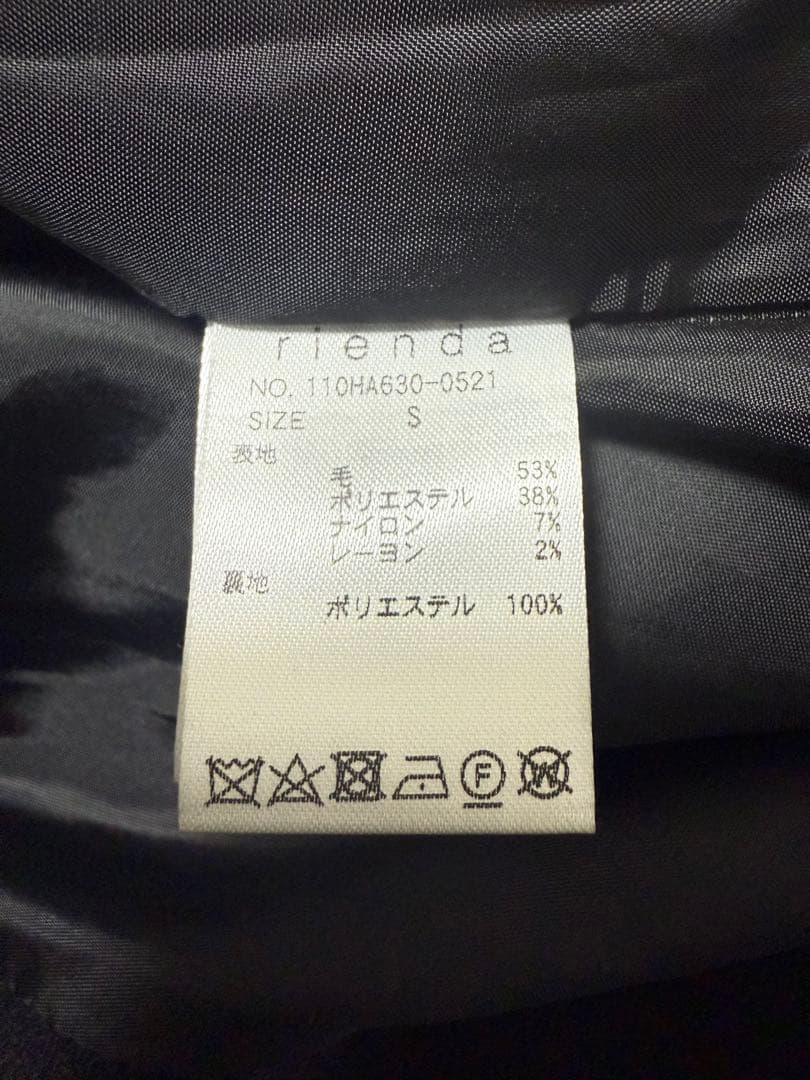 rienda
NO. 110HA630-0521
SIZE S
表地
毛 53%
ポリエステル 38%
ナイロン 7%
レーヨン 2%
裏地
ポリエステル 100%
F W